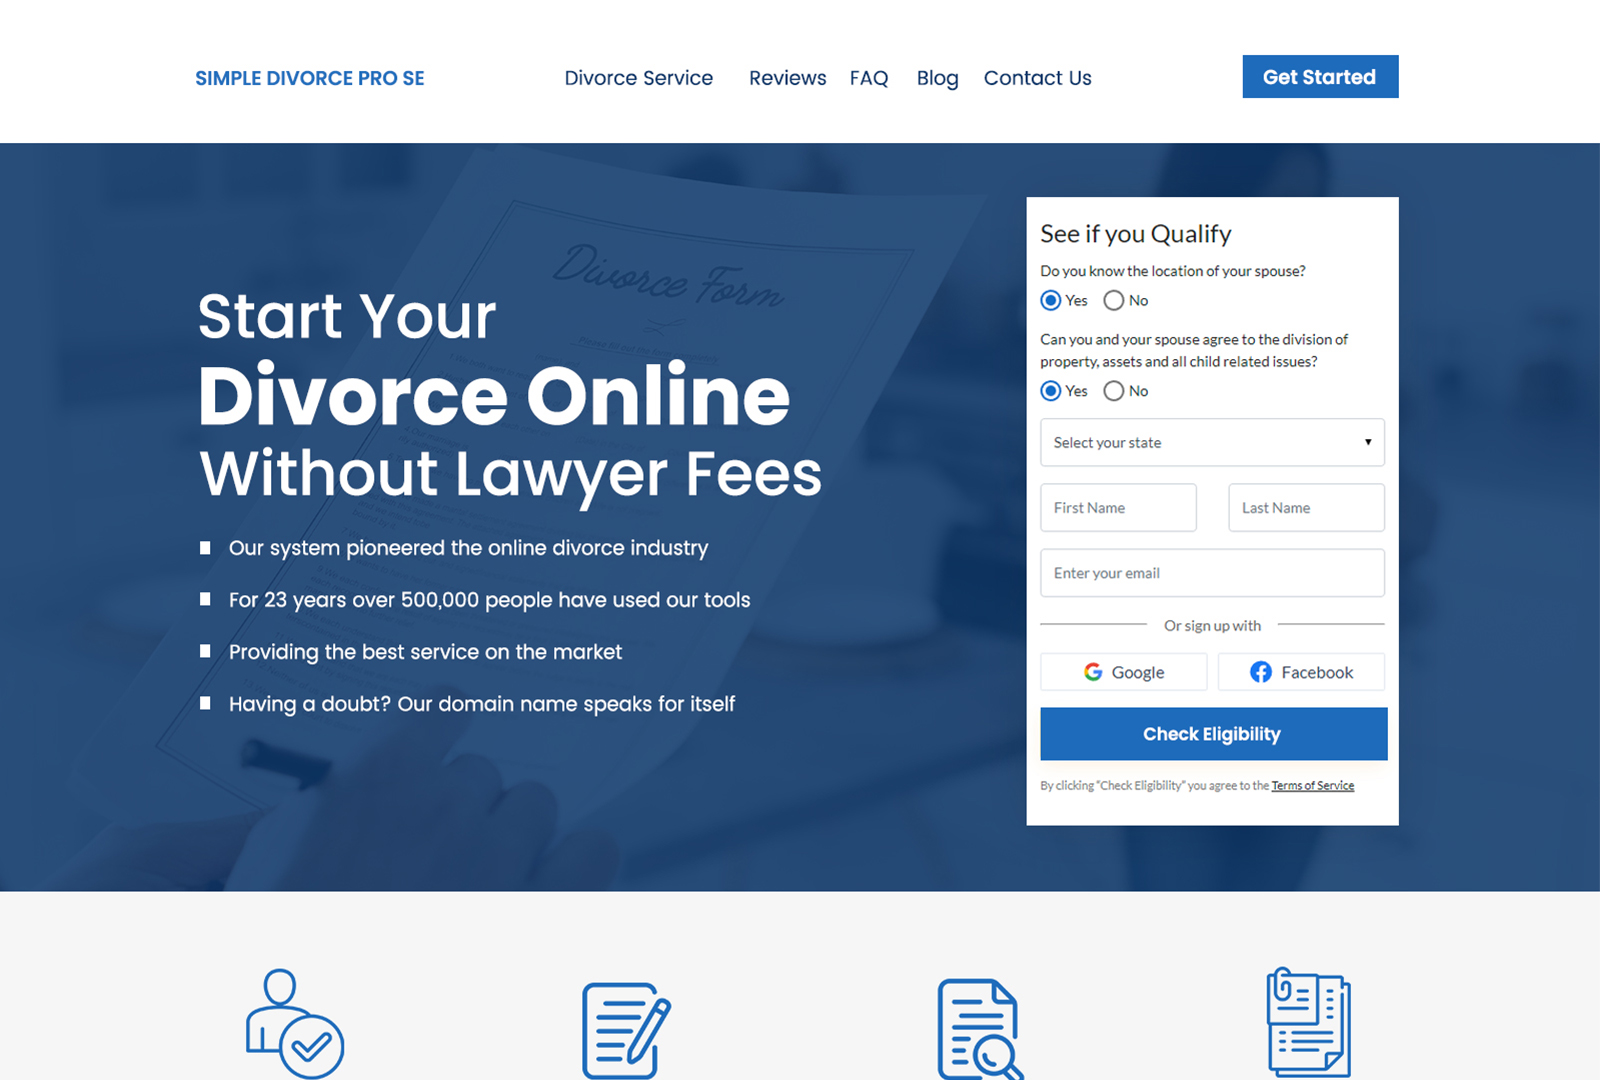 SIMPLE DIVORCE PRO SE
Divorce Service Reviews FAQ Blog Contact Us
Get Started
Divorce Form
Start Your
Divorce Online
Without Lawyer Fees
Our system pioneered the online divorce industry
For 23 years over 500,000 people have used our tools
Providing the best service on the market
Having a doubt? Our domain name speaks for itself
See if you Qualify
Do you know the location of your spouse?
Yes No
Can you and your spouse agree to the division of
property, assets and all child related issues?
Yes No
Select your state
First Name Last Name
Enter your email
Or sign up with
Google Facebook
Check Eligibility
By clicking “Check Eligibility” you agree to the Terms of Service